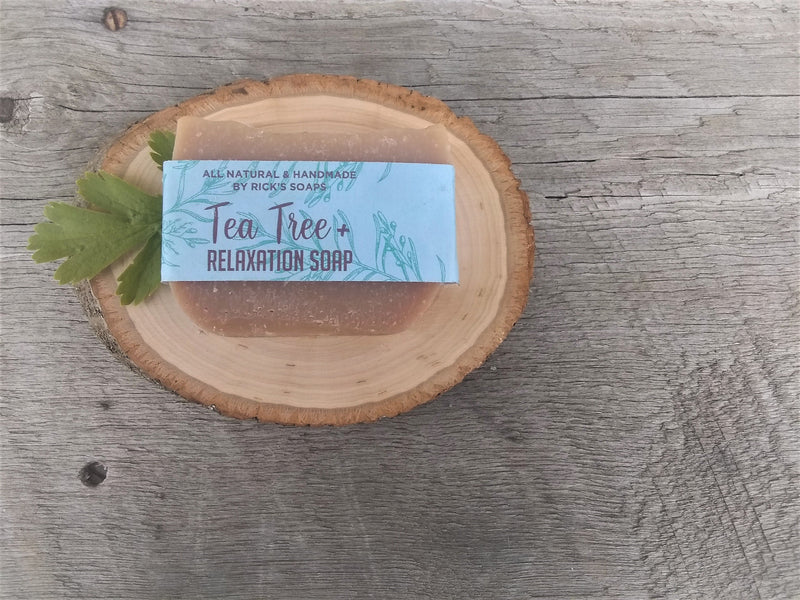 ALL NATURAL & HANDMADE
BY RICK'S SOAPS
Tea Tree +
RELAXATION SOAP